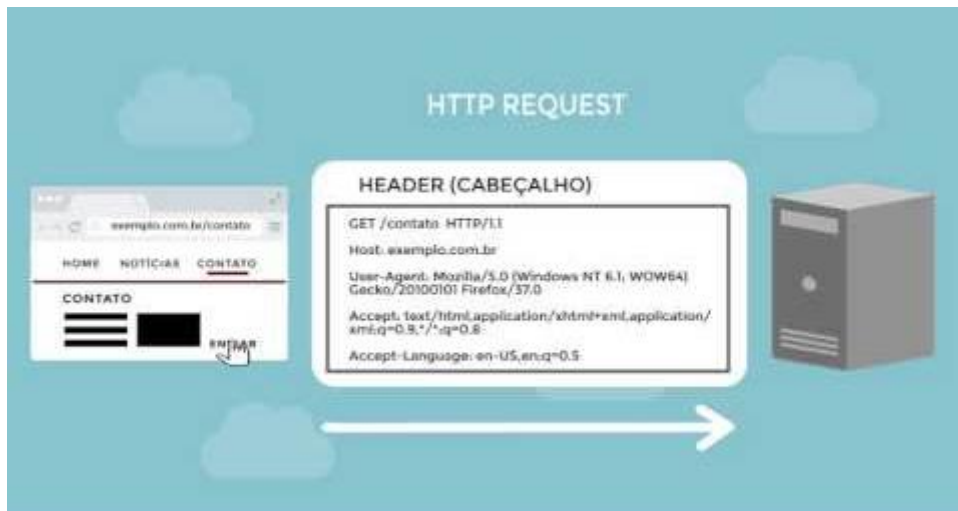 HTTP REQUEST
HEADER (CABEÇALHO)
GET /contato HTTP/1.1
Host: exemplo.com.br
User-Agent: Mozilla/5.0 (Windows NT 6.1; WOW64)
Gecko/20100101 Firefox/37.0
Accept: text/html,application/xhtml+xml,application/
xml;q=0.9,*/*;q=0.8
Accept-Language: en-US,en;q=0.5
exemplo.com.br/contato
HOME NOTÍCIAS CONTATO
CONTATO
ENVIAR